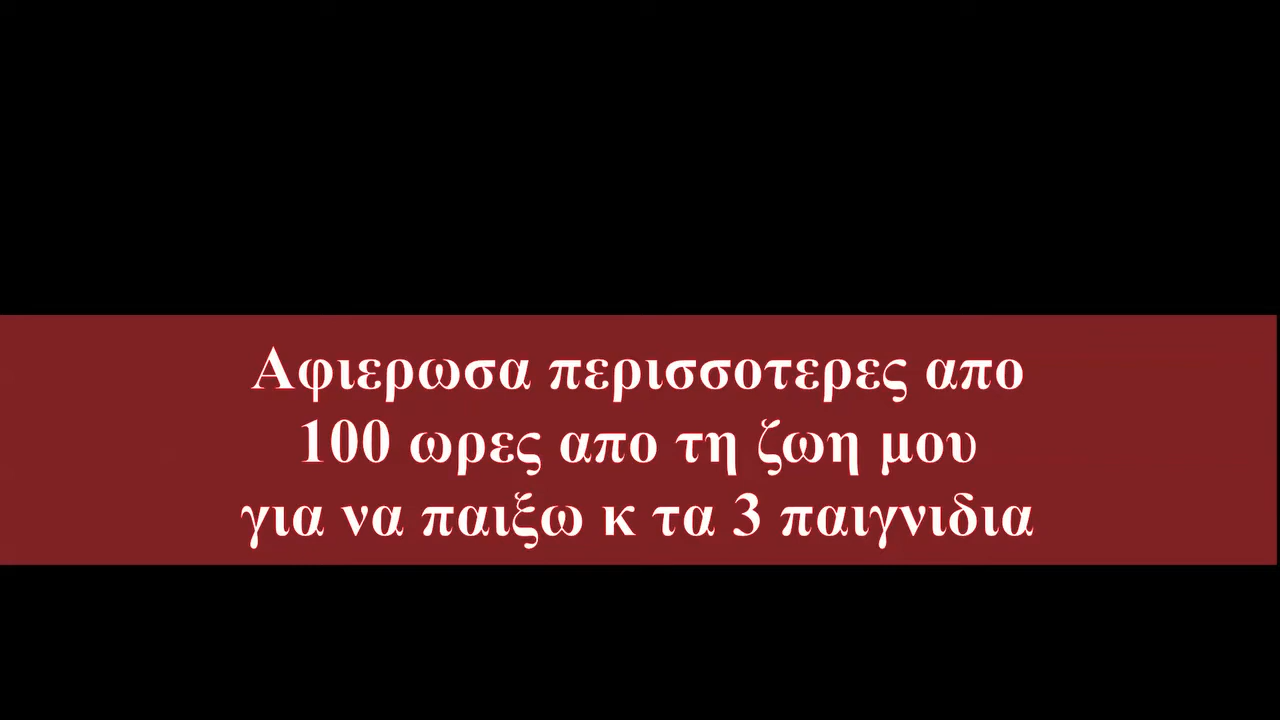 Αφιερωσα περισσοτερες απο
100 ωρες απο τη ζωη μου
για να παιξω κ τα 3 παιγνιδια